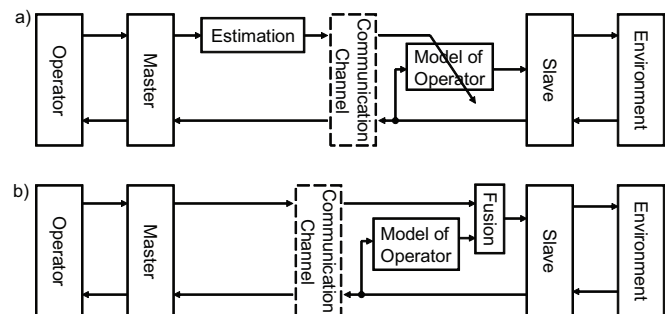 a)
Operator
Master
Estimation
Communication
Channel
Model of
Operator
Slave
Environment
b)
Operator
Master
Communication
Channel
Model of
Operator
Fusion
Slave
Environment